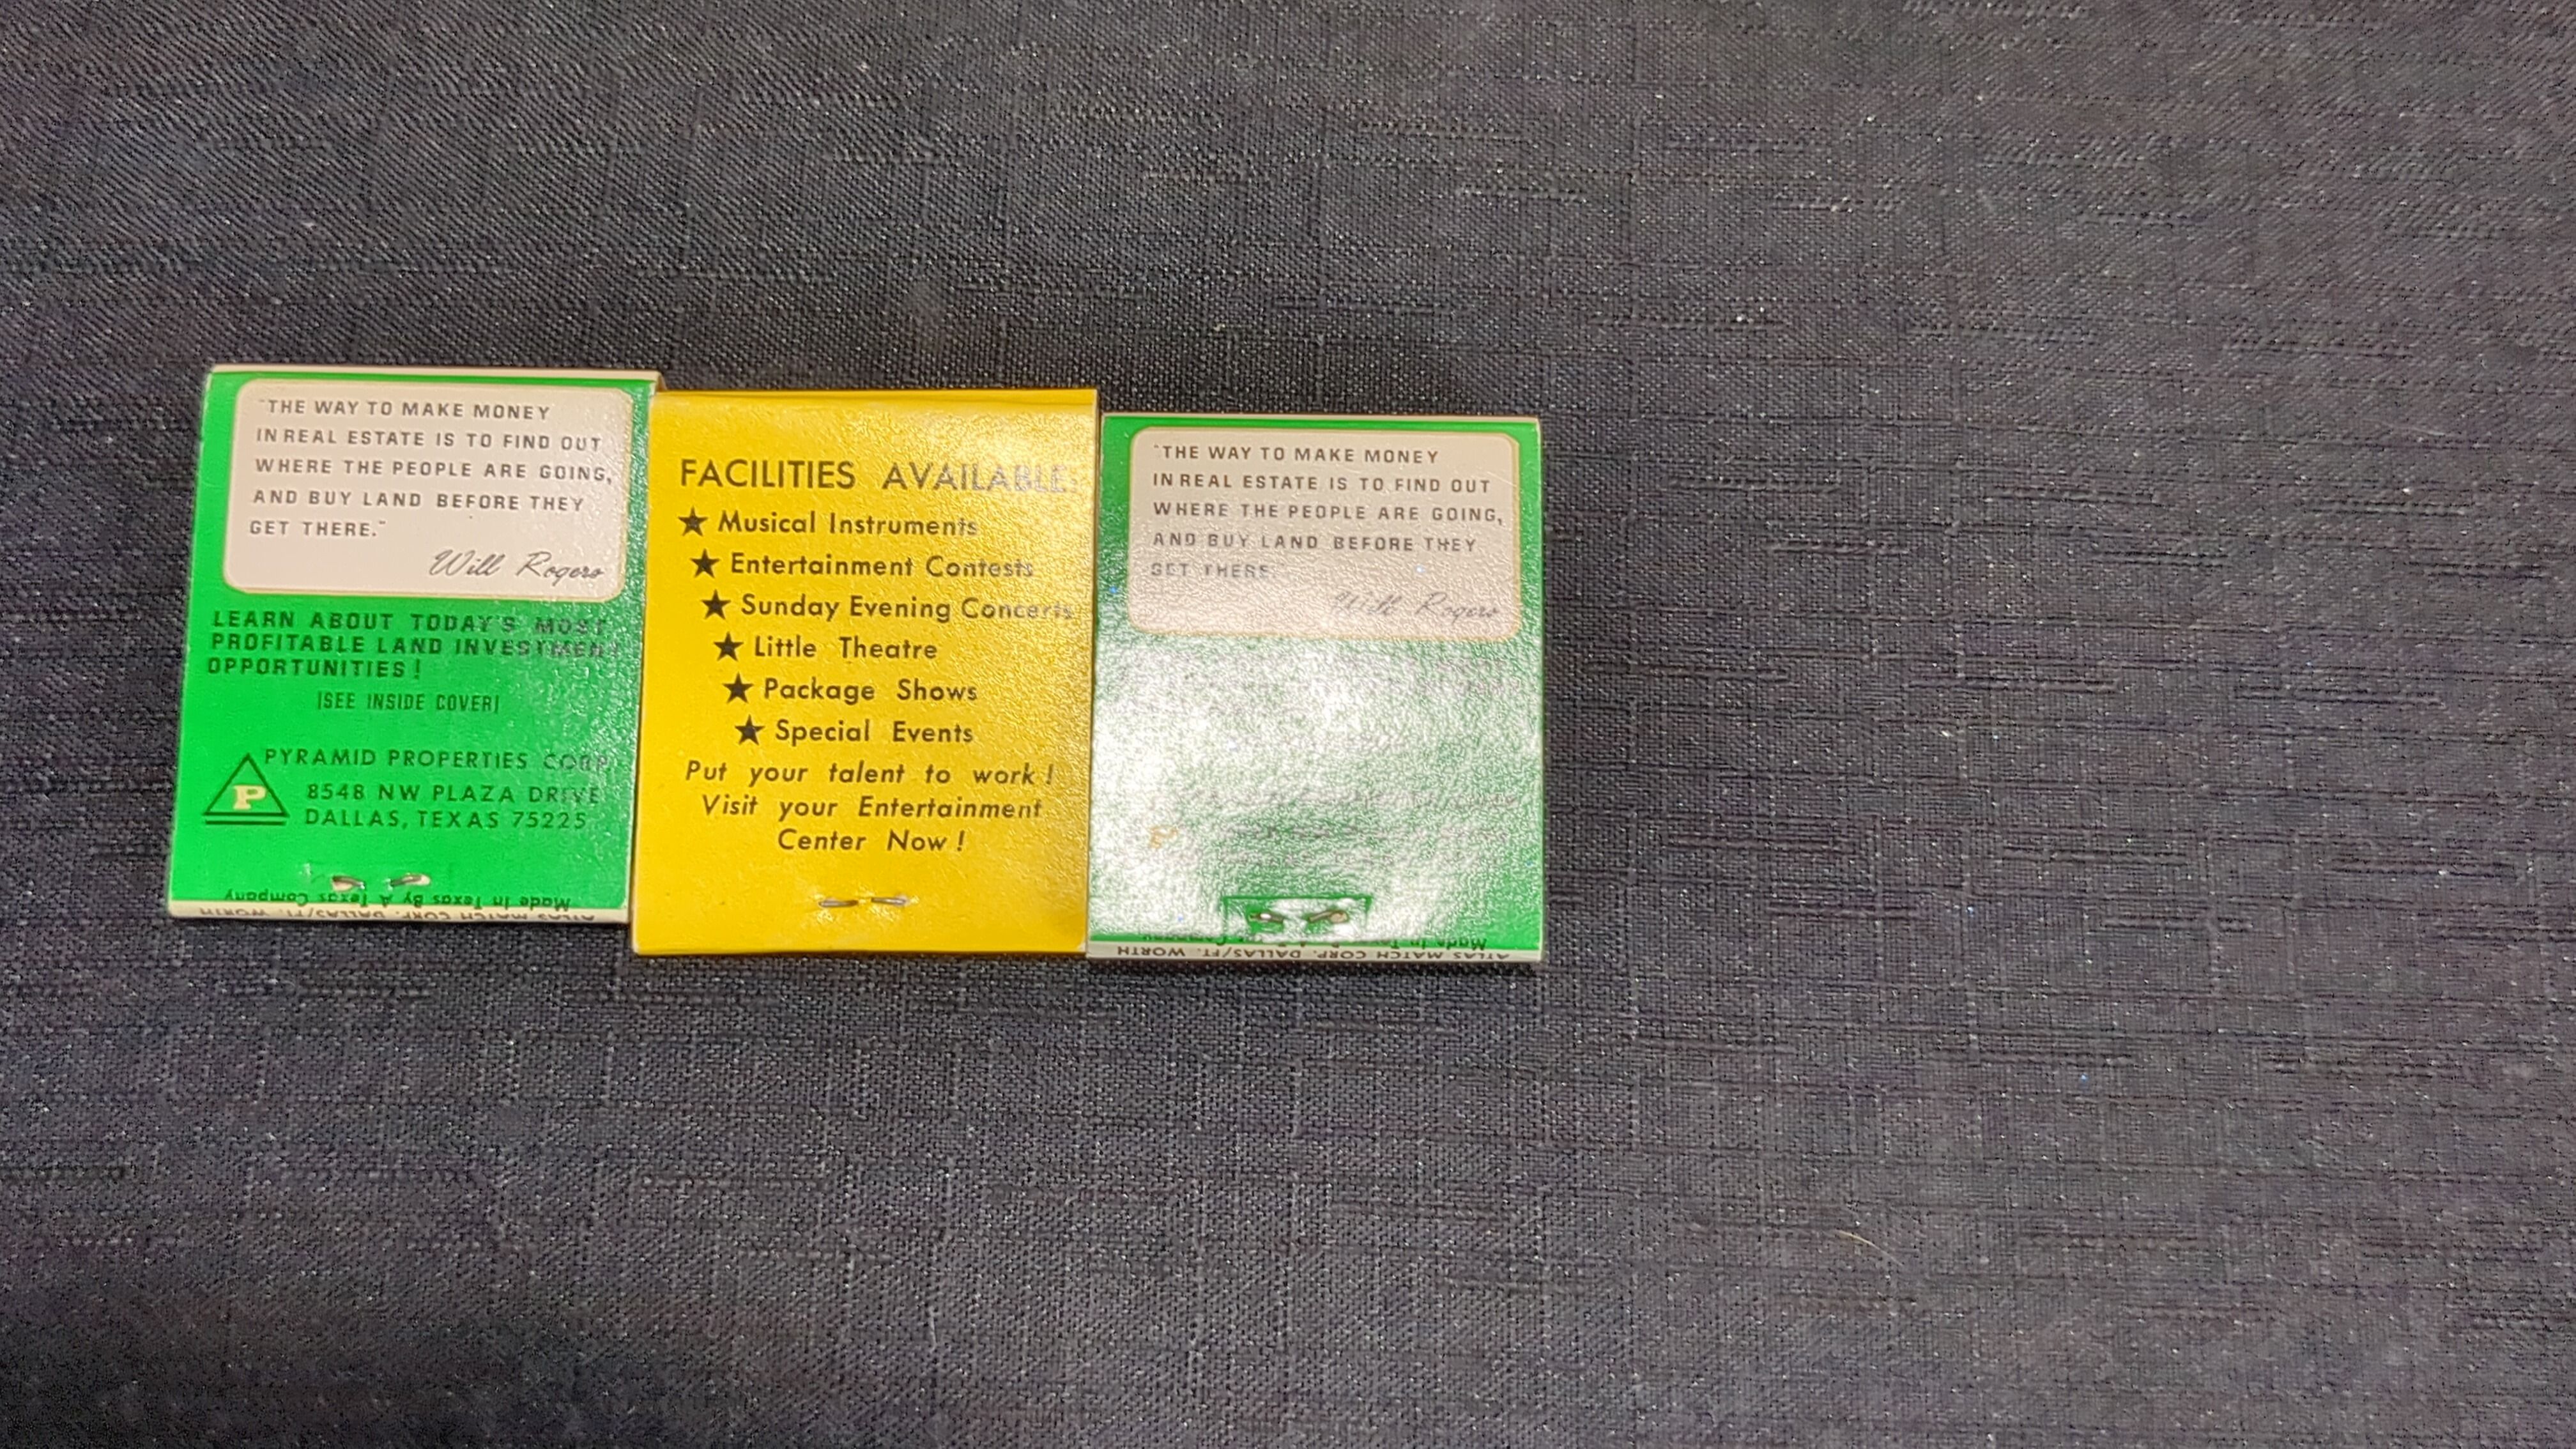 "THE WAY TO MAKE MONEY
IN REAL ESTATE IS TO FIND OUT
WHERE THE PEOPLE ARE GOING,
AND BUY LAND BEFORE THEY
GET THERE."
Will Rogers
LEARN ABOUT TODAY'S MOST
PROFITABLE LAND INVESTMENT
OPPORTUNITIES!
(SEE INSIDE COVER)
P
PYRAMID PROPERTIES CORP
8548 NW PLAZA DRIVE
DALLAS, TEXAS 75225
Made In Texas By A Texas Company
ATLAS MATCH CORP. DALLAS/FT. WORTH
FACILITIES AVAILABLE:
★ Musical Instruments
★ Entertainment Contests
★ Sunday Evening Concerts
★ Little Theatre
★ Package Shows
★ Special Events
Put your talent to work!
Visit your Entertainment
Center Now!
"THE WAY TO MAKE MONEY
IN REAL ESTATE IS TO FIND OUT
WHERE THE PEOPLE ARE GOING,
AND BUY LAND BEFORE THEY
GET THERE."
Will Rogers
P
Made In Company
ATLAS MATCH CORP. DALLAS/FT. WORTH